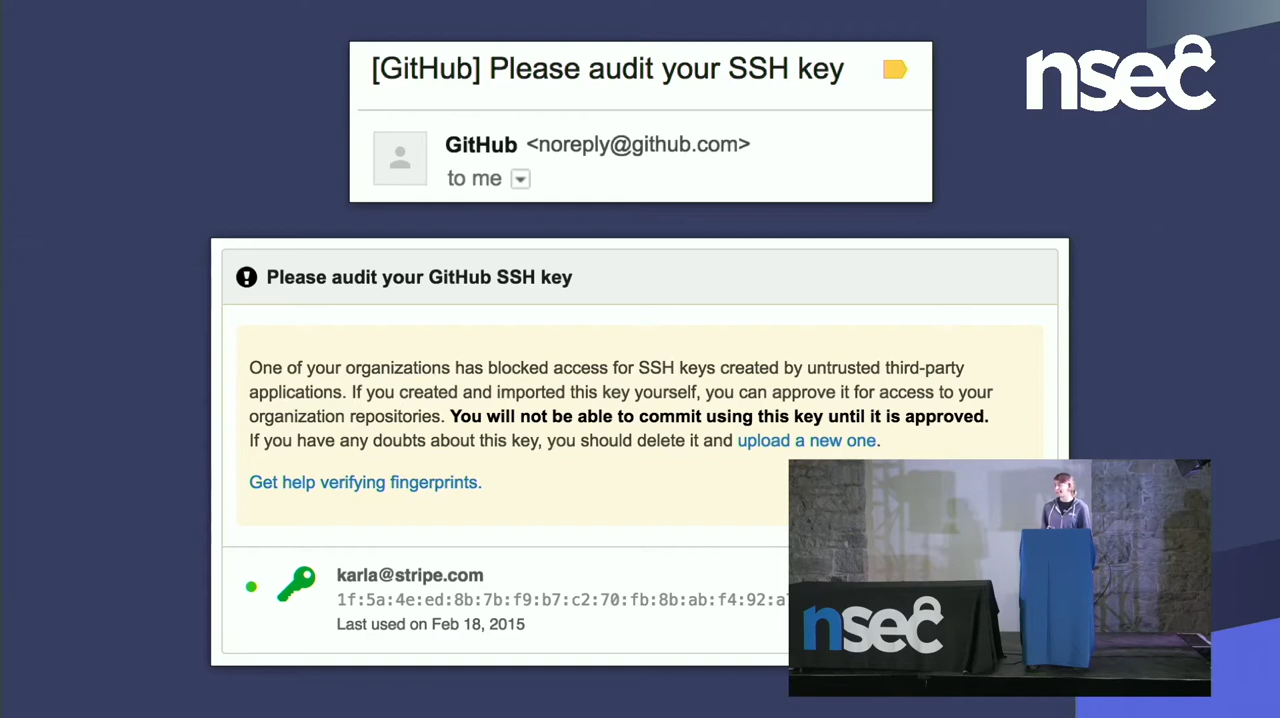 nsec
[GitHub] Please audit your SSH key
GitHub <noreply@github.com>
to me
Please audit your GitHub SSH key
One of your organizations has blocked access for SSH keys created by untrusted third-party
applications. If you created and imported this key yourself, you can approve it for access to your
organization repositories. You will not be able to commit using this key until it is approved.
If you have any doubts about this key, you should delete it and upload a new one.
Get help verifying fingerprints.
karla@stripe.com
1f:5a:4e:ed:8b:7b:f9:b7:c2:70:fb:8b:ab:f4:92:a
Last used on Feb 18, 2015
nsec